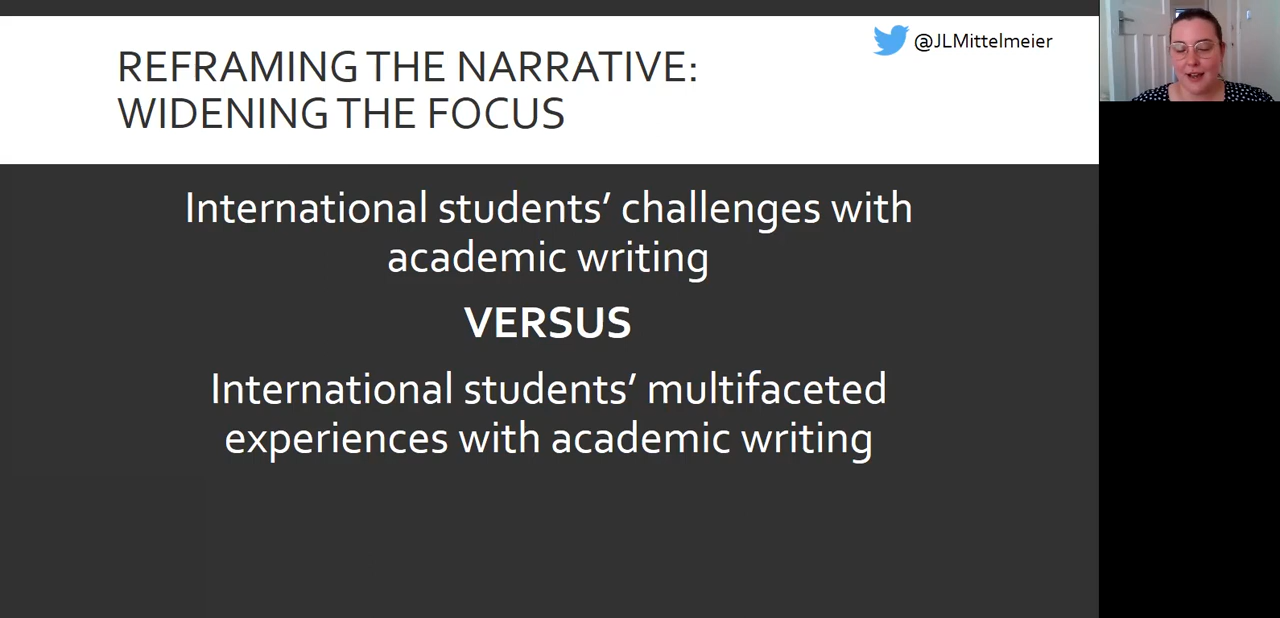 REFRAMING THE NARRATIVE:
WIDENING THE FOCUS
@JLMittelmeier
International students’ challenges with
academic writing
VERSUS
International students’ multifaceted
experiences with academic writing